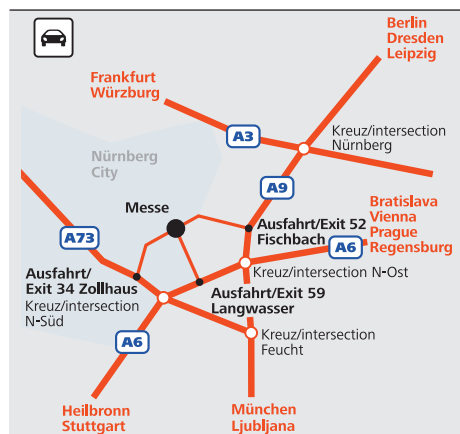 Berlin
Dresden
Leipzig
Frankfurt
Würzburg
A3
Kreuz/intersection
Nürnberg
Nürnberg
City
A9
Bratislava
Vienna
Prague
Regensburg
Messe
Ausfahrt/Exit 52
Fischbach
A73
A6
Ausfahrt/
Exit 34 Zollhaus
Kreuz/intersection
N-Süd
Kreuz/intersection N-Ost
Ausfahrt/Exit 59
Langwasser
A6
Kreuz/intersection
Feucht
Heilbronn
Stuttgart
München
Ljubljana